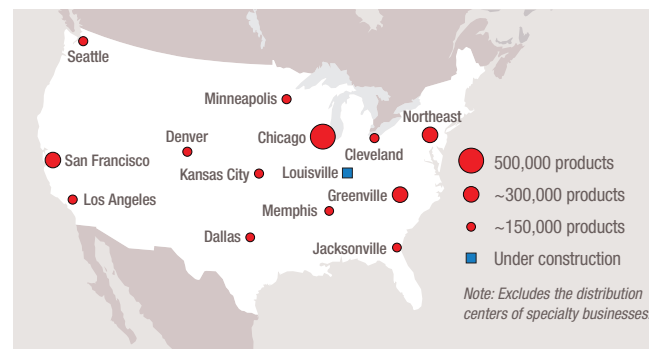 Seattle
Minneapolis
Northeast
Denver
Chicago
Cleveland
San Francisco
Kansas City
Louisville
Los Angeles
Greenville
Memphis
Dallas
Jacksonville
500,000 products
~300,000 products
~150,000 products
Under construction
Note: Excludes the distribution
centers of specialty businesses.